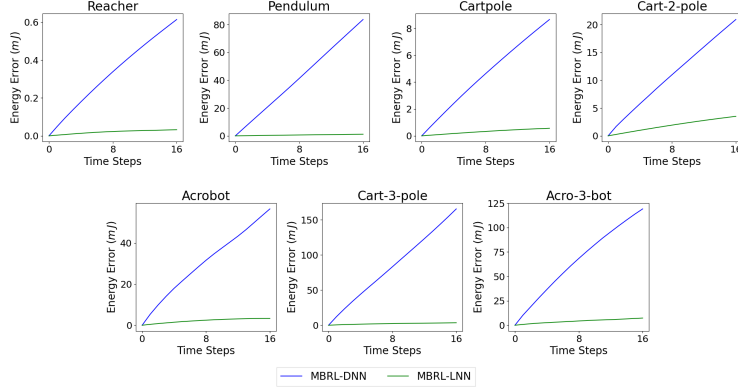 Reacher
Energy Error (mJ)
0.6
0.4
0.2
0.0
0 8 16
Time Steps
Pendulum
Energy Error (mJ)
80
60
40
20
0
0 8 16
Time Steps
Cartpole
Energy Error (mJ)
8
6
4
2
0
0 8 16
Time Steps
Cart-2-pole
Energy Error (mJ)
20
15
10
5
0
0 8 16
Time Steps
Acrobot
Energy Error (mJ)
40
20
0
0 8 16
Time Steps
Cart-3-pole
Energy Error (mJ)
150
100
50
0
0 8 16
Time Steps
Acro-3-bot
Energy Error (mJ)
125
100
75
50
25
0
0 8 16
Time Steps
MBRL-DNN MBRL-LNN